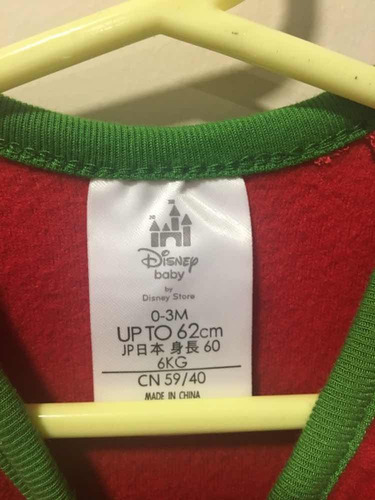 Disney
baby
by
Disney Store
0-3M
UP TO 62cm
JP日本 身長 60
6KG
CN 59/40
MADE IN CHINA